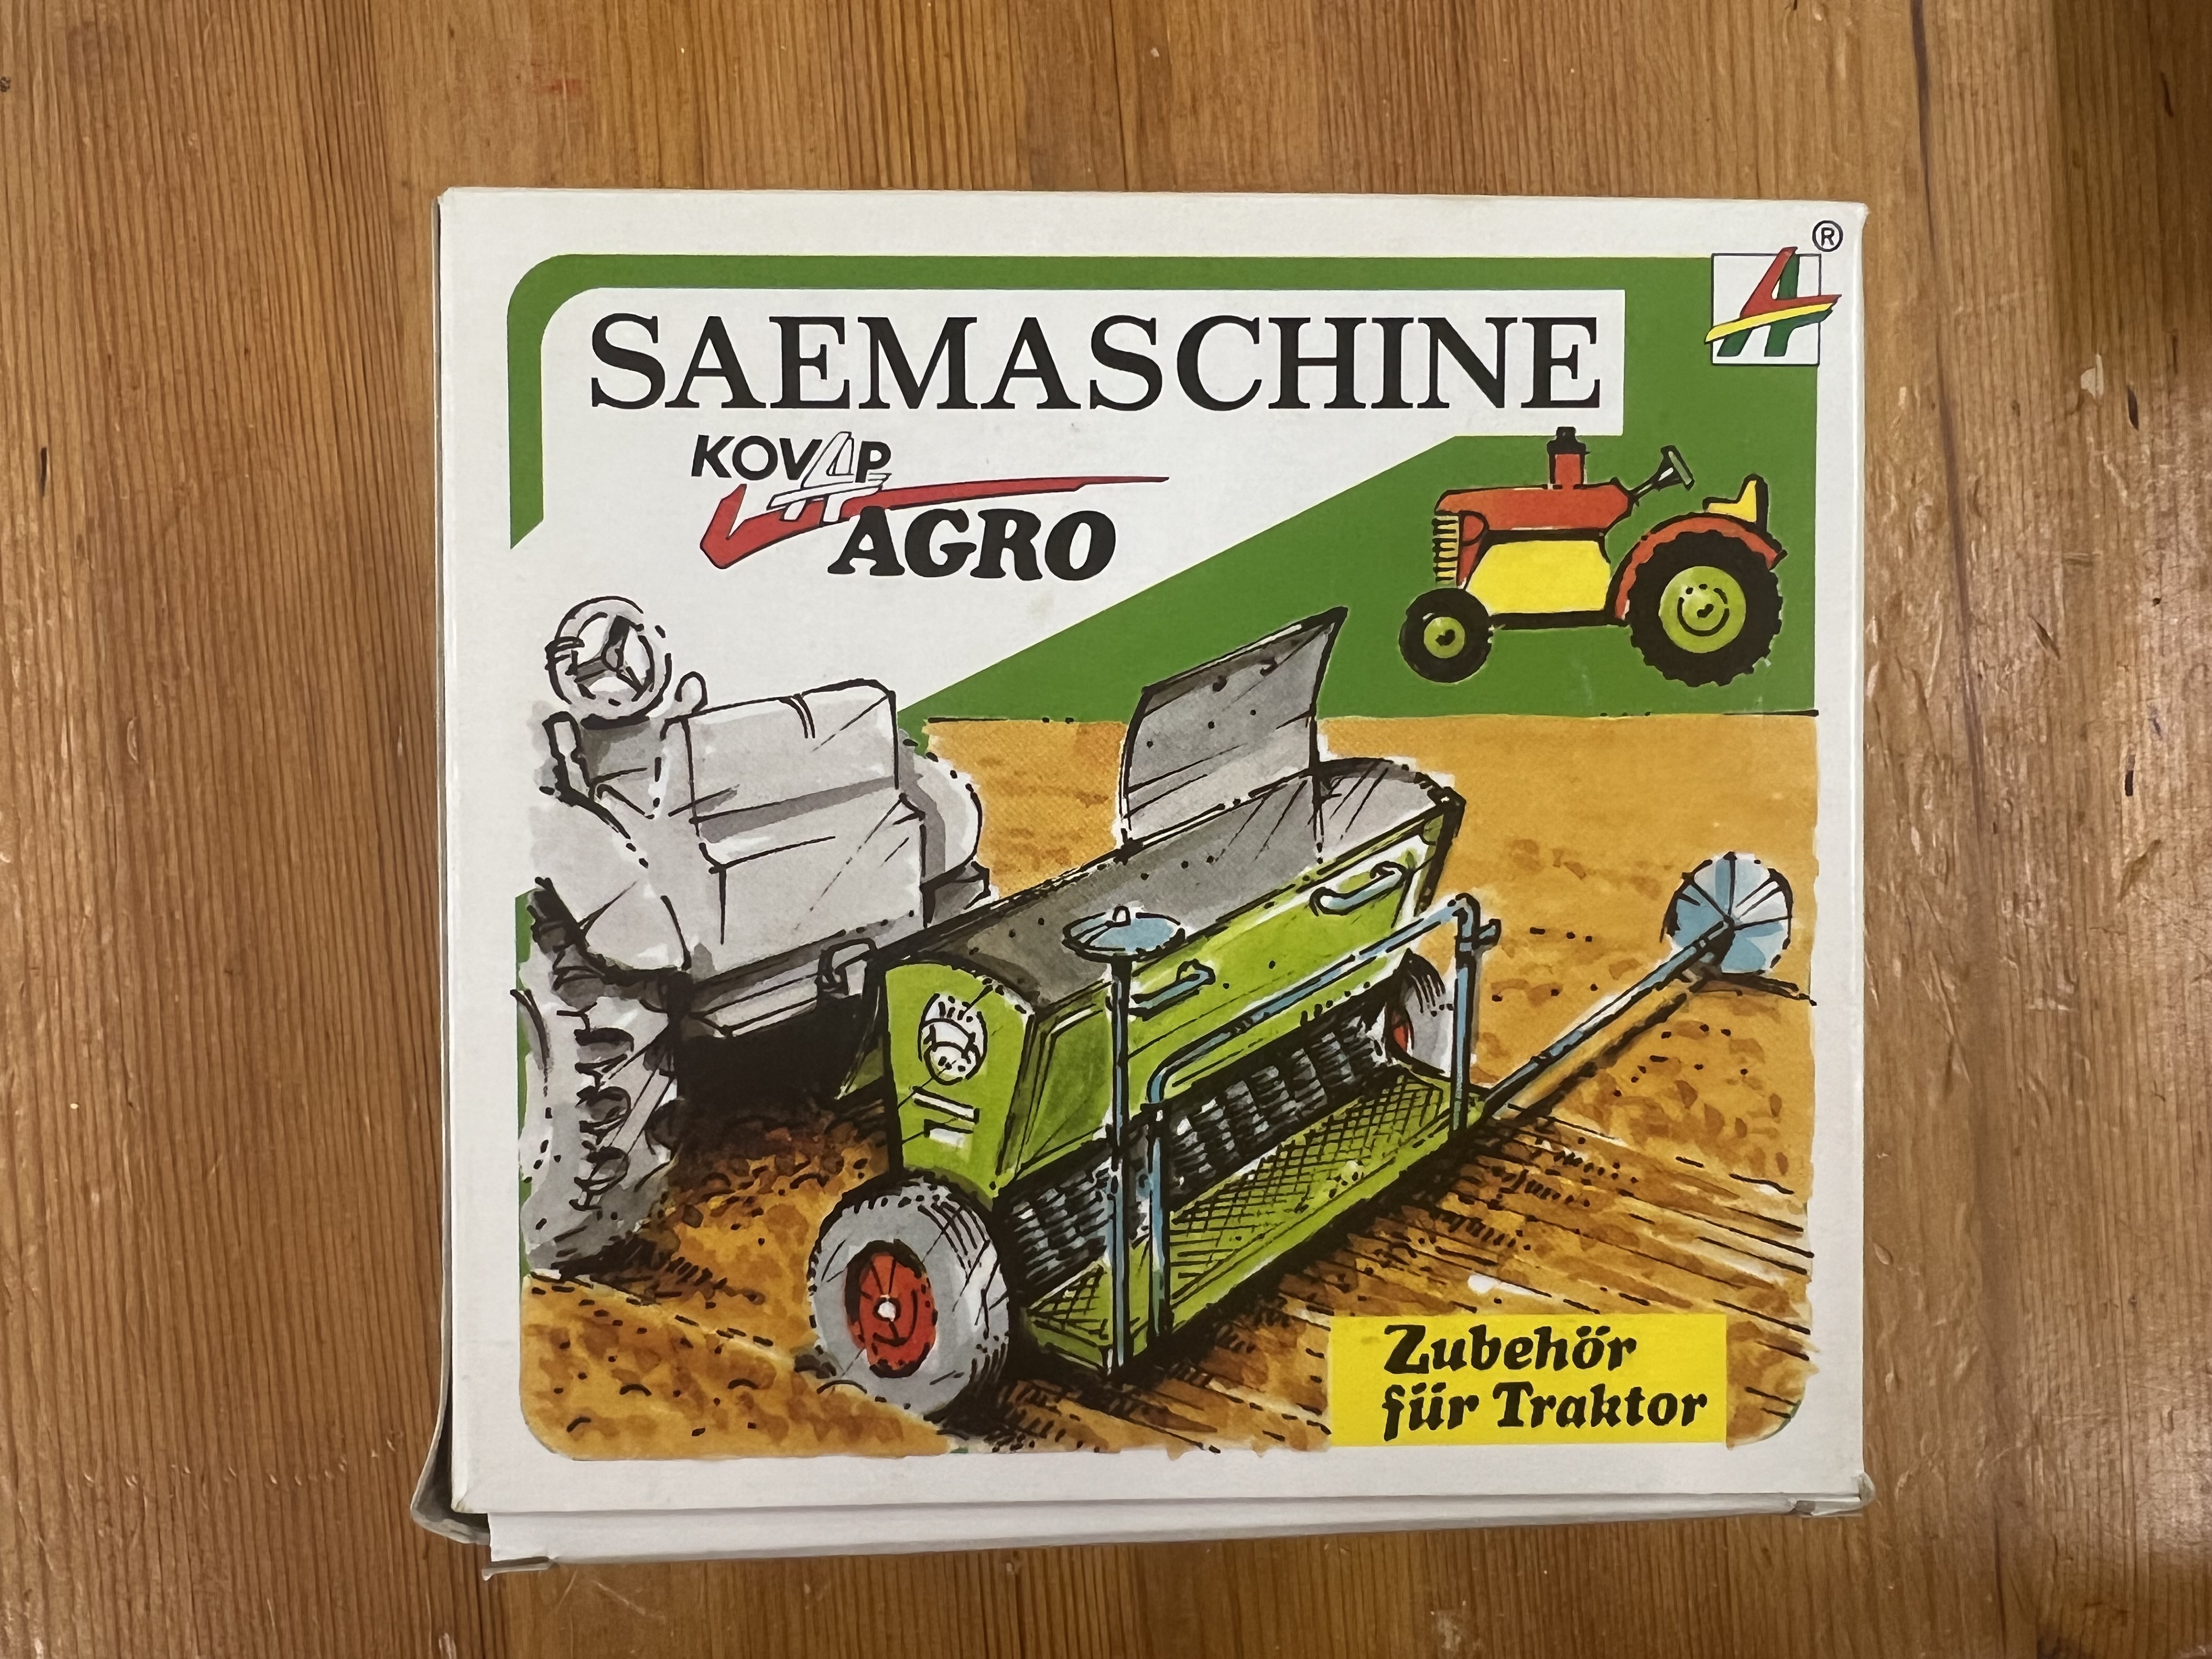 SAEMASCHINE
®
KOVAP
AGRO
Zubehör
für Traktor